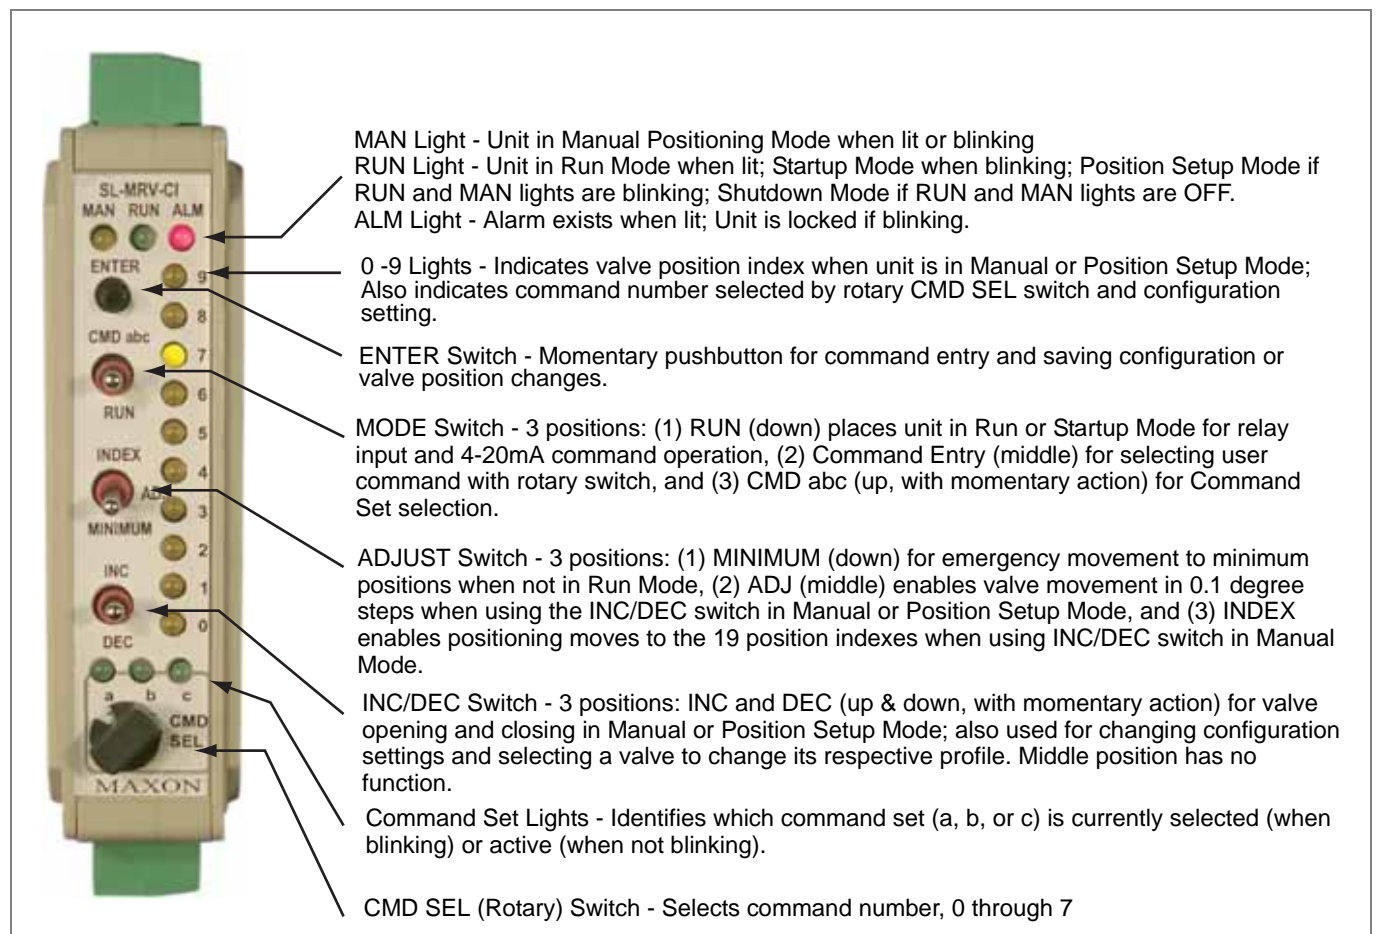 SL-MRV-CI
MAN RUN ALM
ENTER
9
8
CMD abc
7
6
RUN
5
INDEX
4
AD
3
MINIMUM
2
INC
1
0
DEC
a b c
CMD
SEL
MAXON
MAN Light - Unit in Manual Positioning Mode when lit or blinking
RUN Light - Unit in Run Mode when lit; Startup Mode when blinking; Position Setup Mode if
RUN and MAN lights are blinking; Shutdown Mode if RUN and MAN lights are OFF.
ALM Light - Alarm exists when lit; Unit is locked if blinking.
0 -9 Lights - Indicates valve position index when unit is in Manual or Position Setup Mode;
Also indicates command number selected by rotary CMD SEL switch and configuration
setting.
ENTER Switch - Momentary pushbutton for command entry and saving configuration or
valve position changes.
MODE Switch - 3 positions: (1) RUN (down) places unit in Run or Startup Mode for relay
input and 4-20mA command operation, (2) Command Entry (middle) for selecting user
command with rotary switch, and (3) CMD abc (up, with momentary action) for Command
Set selection.
ADJUST Switch - 3 positions: (1) MINIMUM (down) for emergency movement to minimum
positions when not in Run Mode, (2) ADJ (middle) enables valve movement in 0.1 degree
steps when using the INC/DEC switch in Manual or Position Setup Mode, and (3) INDEX
enables positioning moves to the 19 position indexes when using INC/DEC switch in Manual
Mode.
INC/DEC Switch - 3 positions: INC and DEC (up & down, with momentary action) for valve
opening and closing in Manual or Position Setup Mode; also used for changing configuration
settings and selecting a valve to change its respective profile. Middle position has no
function.
Command Set Lights - Identifies which command set (a, b, or c) is currently selected (when
blinking) or active (when not blinking).
CMD SEL (Rotary) Switch - Selects command number, 0 through 7